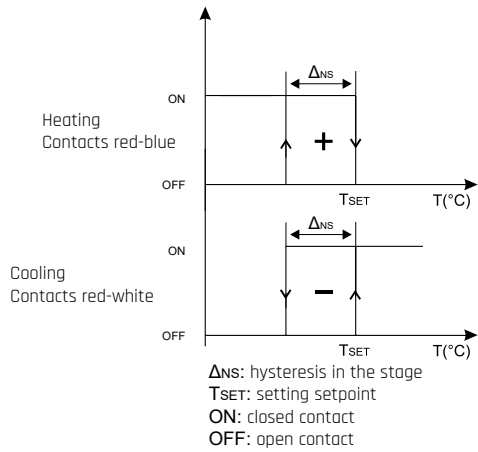 ΔNS
ON
Heating
Contacts red-blue
+
OFF
TSET
T(°C)
ΔNS
ON
Cooling
Contacts red-white
−
OFF
TSET
T(°C)
ΔNS: hysteresis in the stage
TSET: setting setpoint
ON: closed contact
OFF: open contact